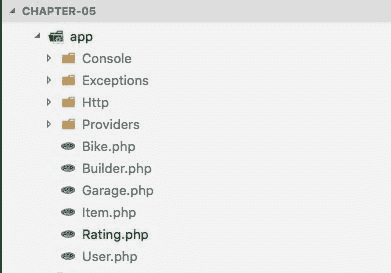 CHAPTER-05
app
Console
Exceptions
Http
Providers
Bike.php
Builder.php
Garage.php
Item.php
Rating.php
User.php